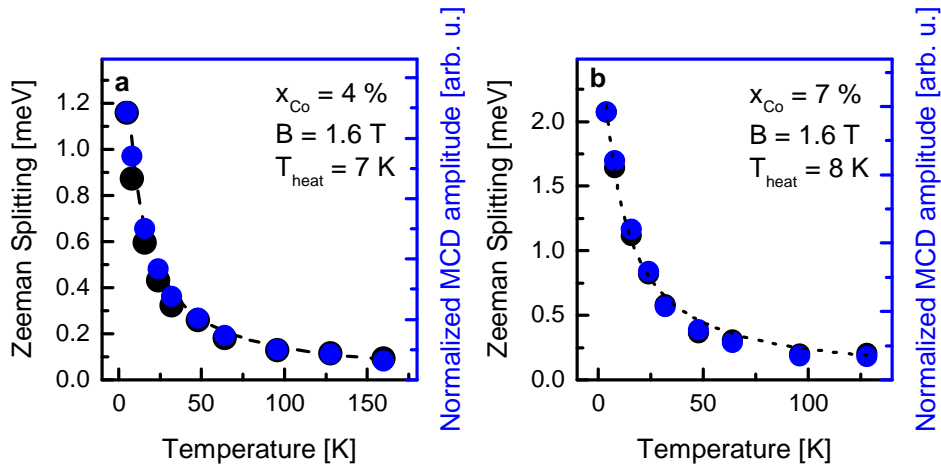 a
x_Co = 4 %
B = 1.6 T
T_heat = 7 K
Zeeman Splitting [meV]
1.2
1.0
0.8
0.6
0.4
0.2
0.0
0
50
100
150
Temperature [K]
Normalized MCD amplitude [arb. u.]
b
x_Co = 7 %
B = 1.6 T
T_heat = 8 K
Zeeman Splitting [meV]
2.0
1.5
1.0
0.5
0.0
0
50
100
Temperature [K]
Normalized MCD amplitude [arb. u.]